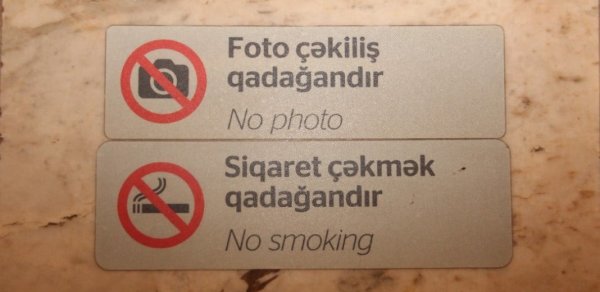 Foto çəkiliş
qadağandır
No photo
Siqaret çəkmək
qadağandır
No smoking